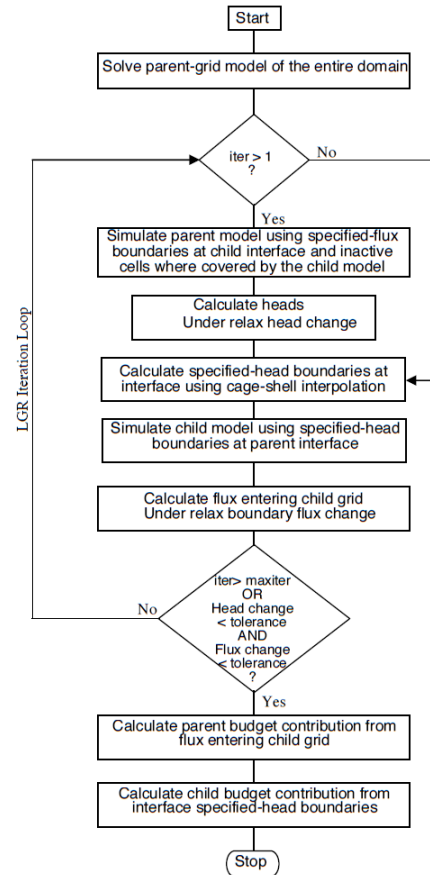 Start
Solve parent-grid model of the entire domain
iter > 1
?
No
Yes
Simulate parent model using specified-flux
boundaries at child interface and inactive
cells where covered by the child model
Calculate heads
Under relax head change
Calculate specified-head boundaries at
interface using cage-shell interpolation
Simulate child model using specified-head
boundaries at parent interface
Calculate flux entering child grid
Under relax boundary flux change
LGR Iteration Loop
iter> maxiter
OR
Head change
< tolerance
AND
Flux change
< tolerance
?
No
Yes
Calculate parent budget contribution from
flux entering child grid
Calculate child budget contribution from
interface specified-head boundaries
Stop